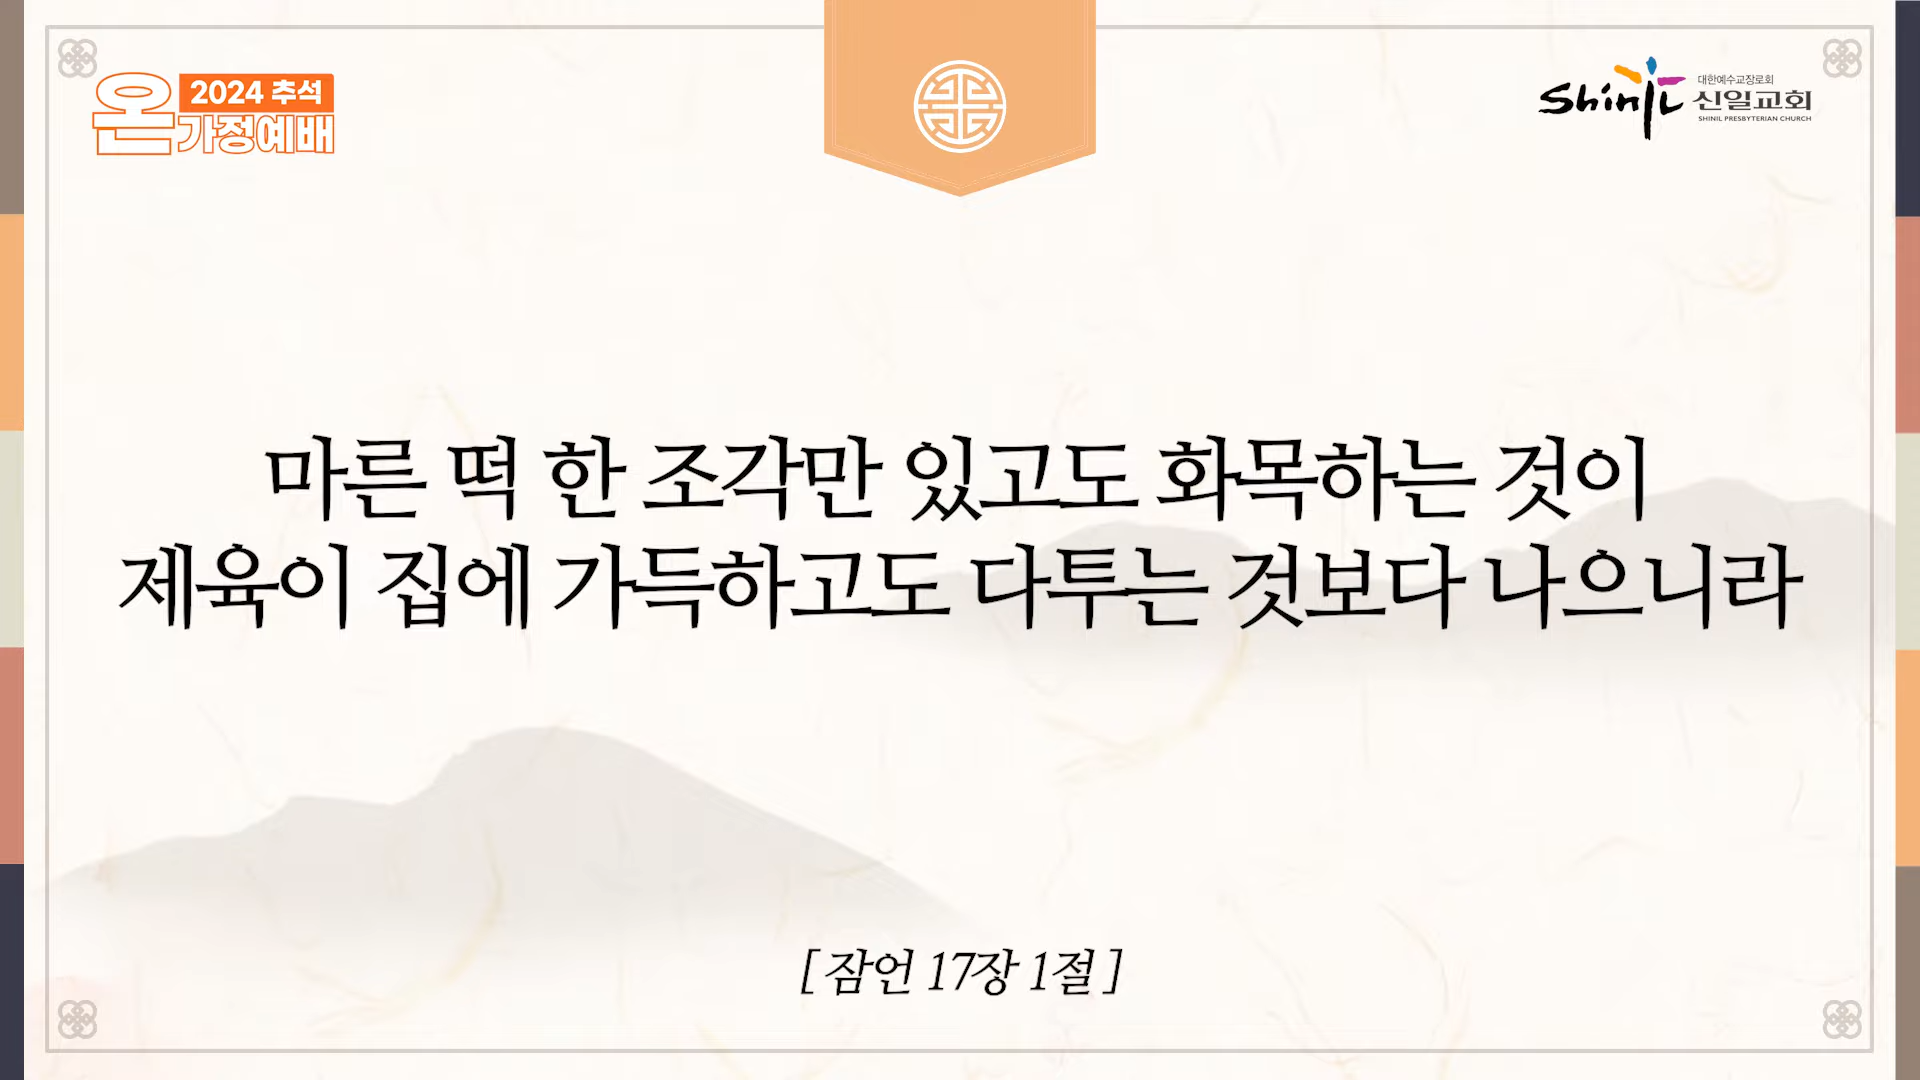 2024 추석
온가정예배
Shinil
대한예수교장로회
신일교회
SHINIL PRESBYTERIAN CHURCH
마른 떡 한 조각만 있고도 화목하는 것이
제육이 집에 가득하고도 다투는 것보다 나으니라
[ 잠언 17장 1절 ]